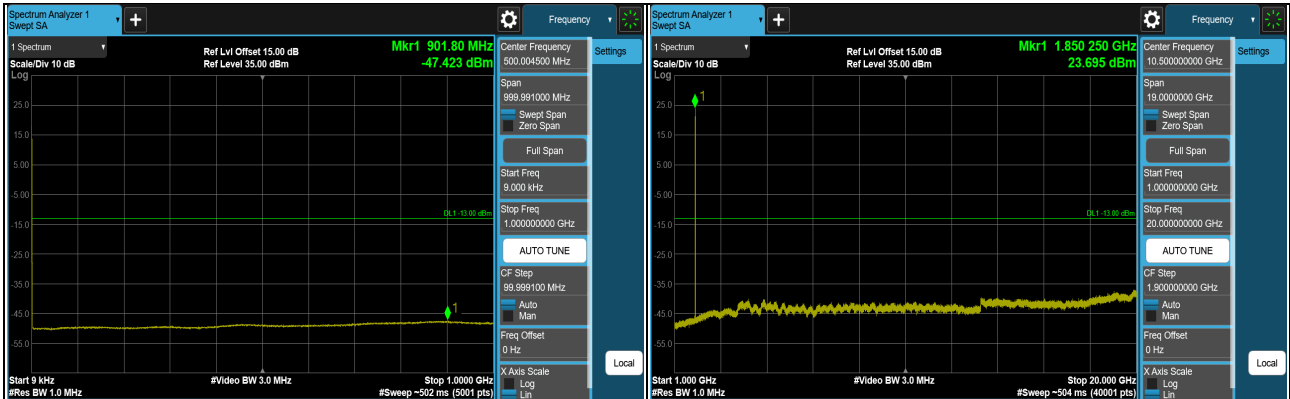 Spectrum Analyzer 1
Swept SA
+
Frequency
1 Spectrum
Scale/Div 10 dB
Log
Ref Lvl Offset 15.00 dB
Ref Level 35.00 dBm
Mkr1 901.80 MHz
-47.423 dBm
25.0
15.0
5.00
-5.00
-15.0
-25.0
-35.0
-45.0
-55.0
DL1 -13.00 dBm
1
Start 9 kHz
#Res BW 1.0 MHz
#Video BW 3.0 MHz
Stop 1.0000 GHz
#Sweep ~502 ms (5001 pts)
Center Frequency
500.004500 MHz
Span
999.991000 MHz
Swept Span
Zero Span
Full Span
Start Freq
9.000 kHz
Stop Freq
1.000000000 GHz
AUTO TUNE
CF Step
99.999100 MHz
Auto
Man
Freq Offset
0 Hz
X Axis Scale
Log
Lin
Settings
Local
Spectrum Analyzer 1
Swept SA
+
Frequency
1 Spectrum
Scale/Div 10 dB
Log
Ref Lvl Offset 15.00 dB
Ref Level 35.00 dBm
Mkr1 1.850 250 GHz
23.695 dBm
25.0
15.0
5.00
-5.00
-15.0
-25.0
-35.0
-45.0
-55.0
1
DL1 -13.00 dBm
Start 1.000 GHz
#Res BW 1.0 MHz
#Video BW 3.0 MHz
Stop 20.000 GHz
#Sweep ~504 ms (40001 pts)
Center Frequency
10.500000000 GHz
Span
19.0000000 GHz
Swept Span
Zero Span
Full Span
Start Freq
1.000000000 GHz
Stop Freq
20.000000000 GHz
AUTO TUNE
CF Step
1.900000000 GHz
Auto
Man
Freq Offset
0 Hz
X Axis Scale
Log
Lin
Settings
Local